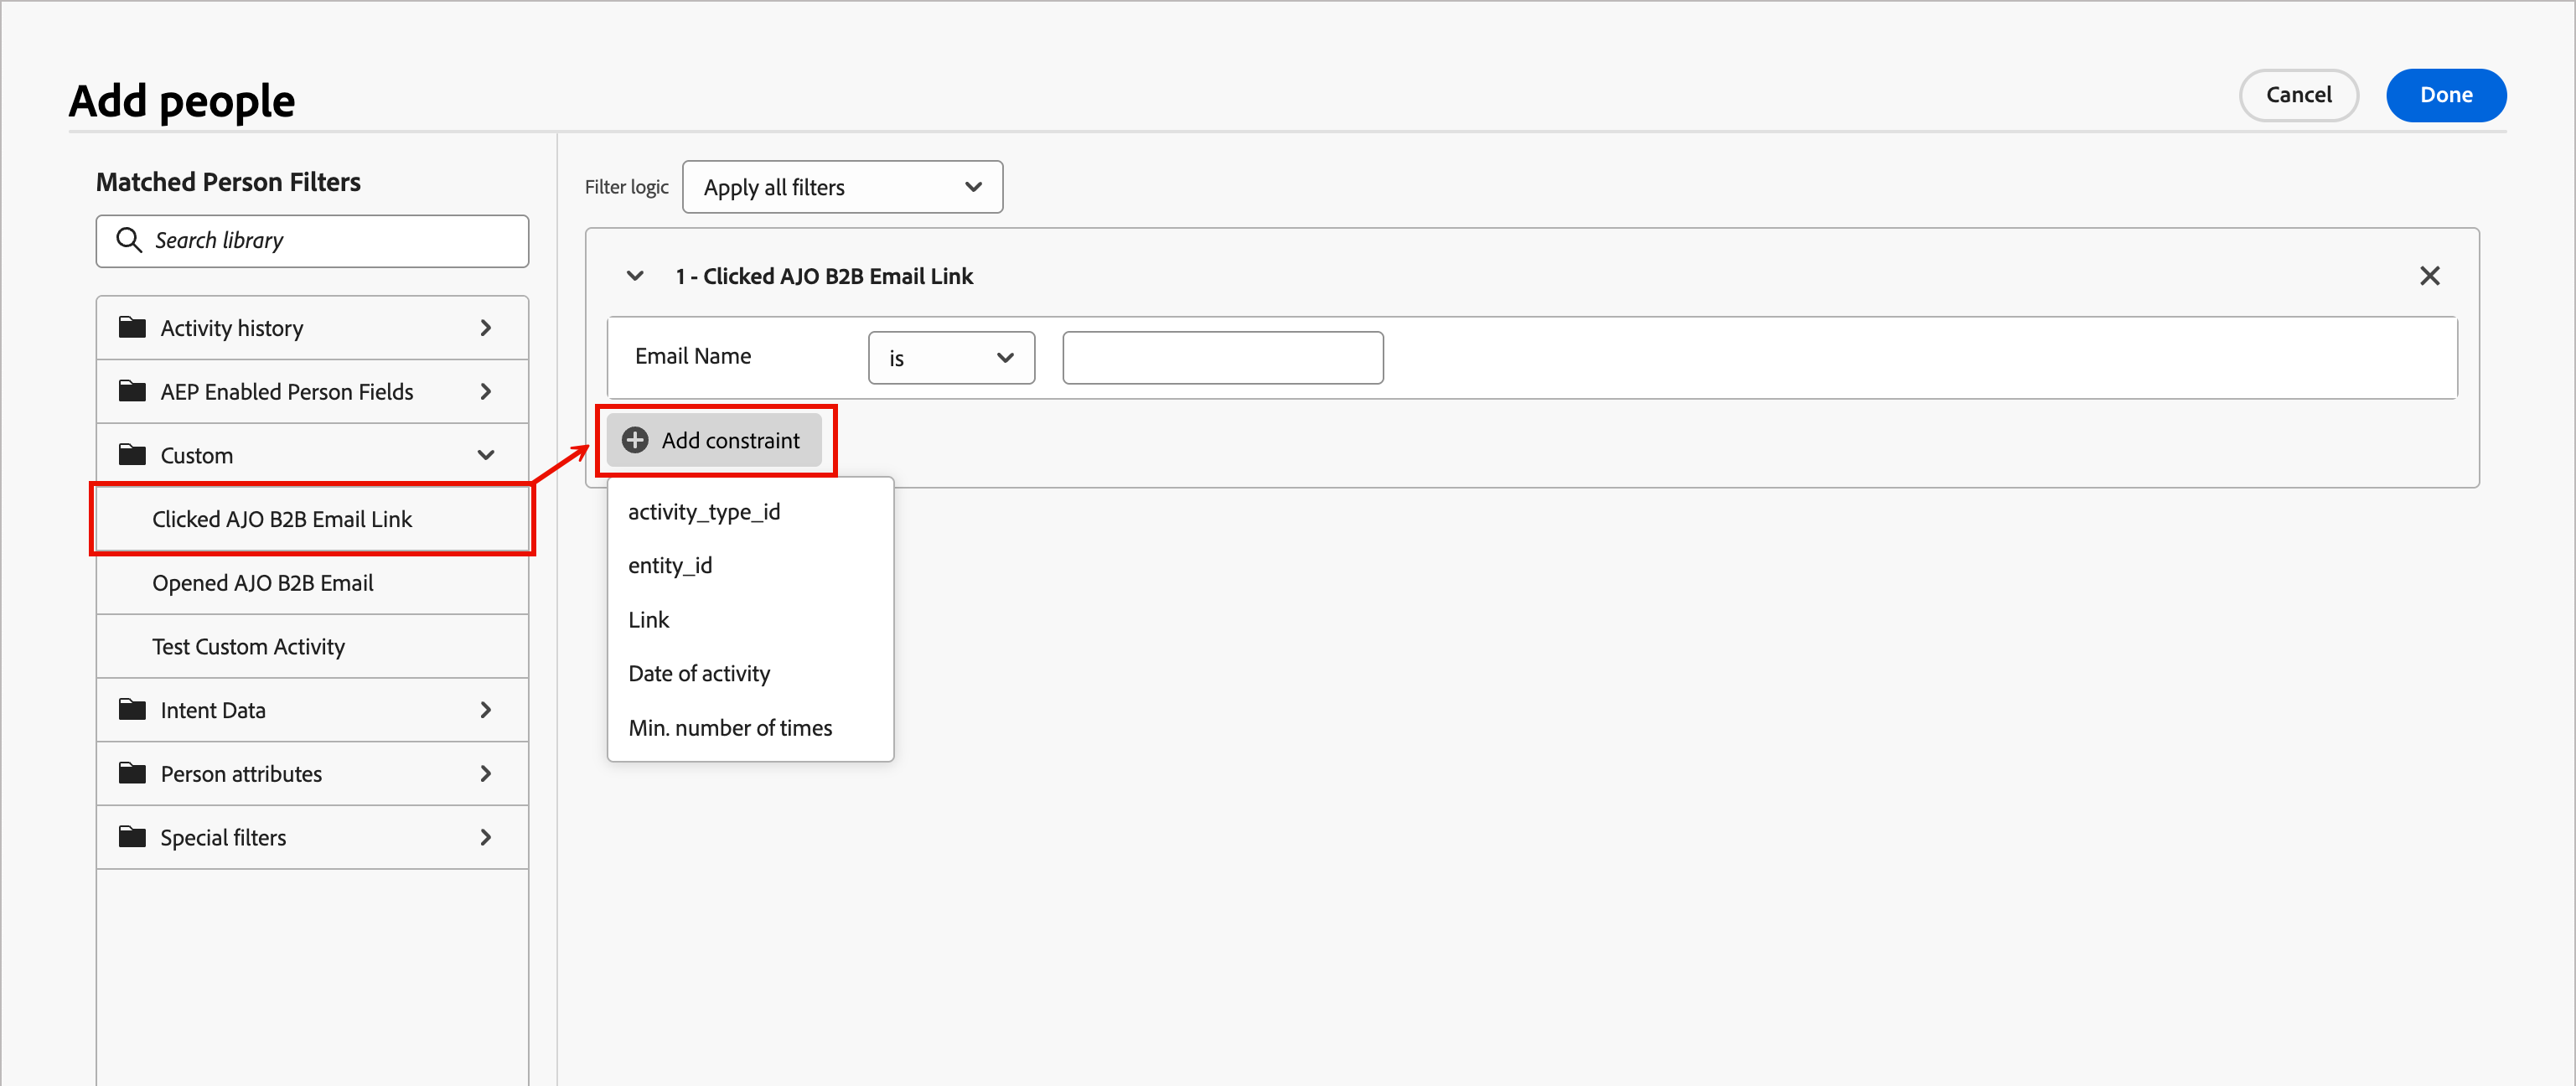 Add people
Cancel
Done
Matched Person Filters
Search library
Activity history
AEP Enabled Person Fields
Custom
Clicked AJO B2B Email Link
Opened AJO B2B Email
Test Custom Activity
Intent Data
Person attributes
Special filters
Filter logic
Apply all filters
1 - Clicked AJO B2B Email Link
Email Name
is
Add constraint
activity_type_id
entity_id
Link
Date of activity
Min. number of times